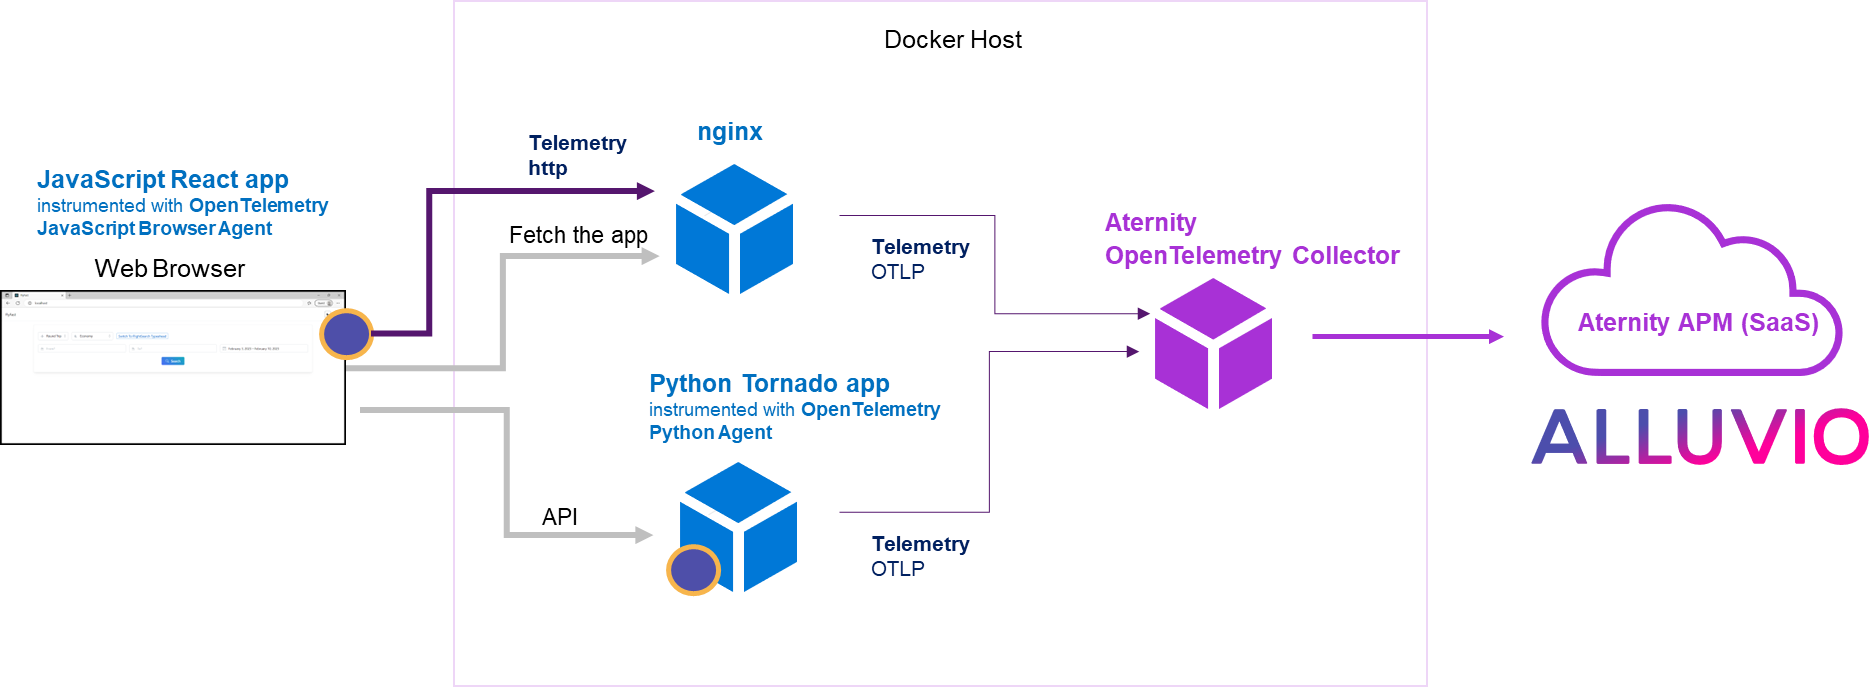 Docker Host
nginx
Telemetry
http
JavaScript React app
instrumented with OpenTelemetry
JavaScript Browser Agent
Fetch the app
Web Browser
Telemetry
OTLP
Aternity
OpenTelemetry Collector
Aternity APM (SaaS)
ALLUVIO
Python Tornado app
instrumented with OpenTelemetry
Python Agent
API
Telemetry
OTLP
Search